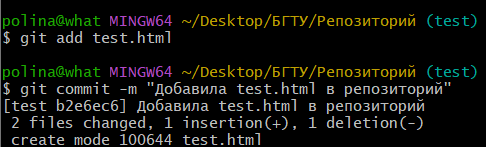 polina@what MINGW64 ~/Desktop/БГТУ/Репозиторий (test)
$ git add test.html
polina@what MINGW64 ~/Desktop/БГТУ/Репозиторий (test)
$ git commit -m "Добавила test.html в репозиторий"
[test b2e6ec6] Добавила test.html в репозиторий
2 files changed, 1 insertion(+), 1 deletion(-)
create mode 100644 test.html